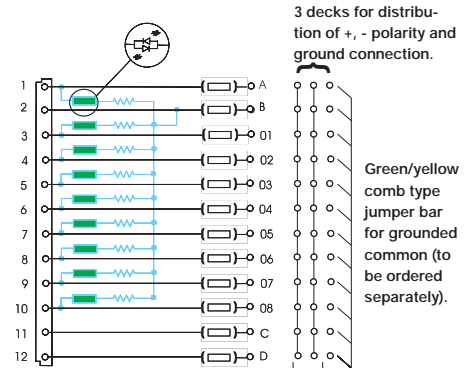 3 decks for distribu-
tion of +, - polarity and
ground connection.
1 A
2 B
3 01
4 02
5 03
6 04
7 05
8 06
9 07
10 08
11 C
12 D
Green/yellow
comb type
jumper bar
for grounded
common (to
be ordered
separately).